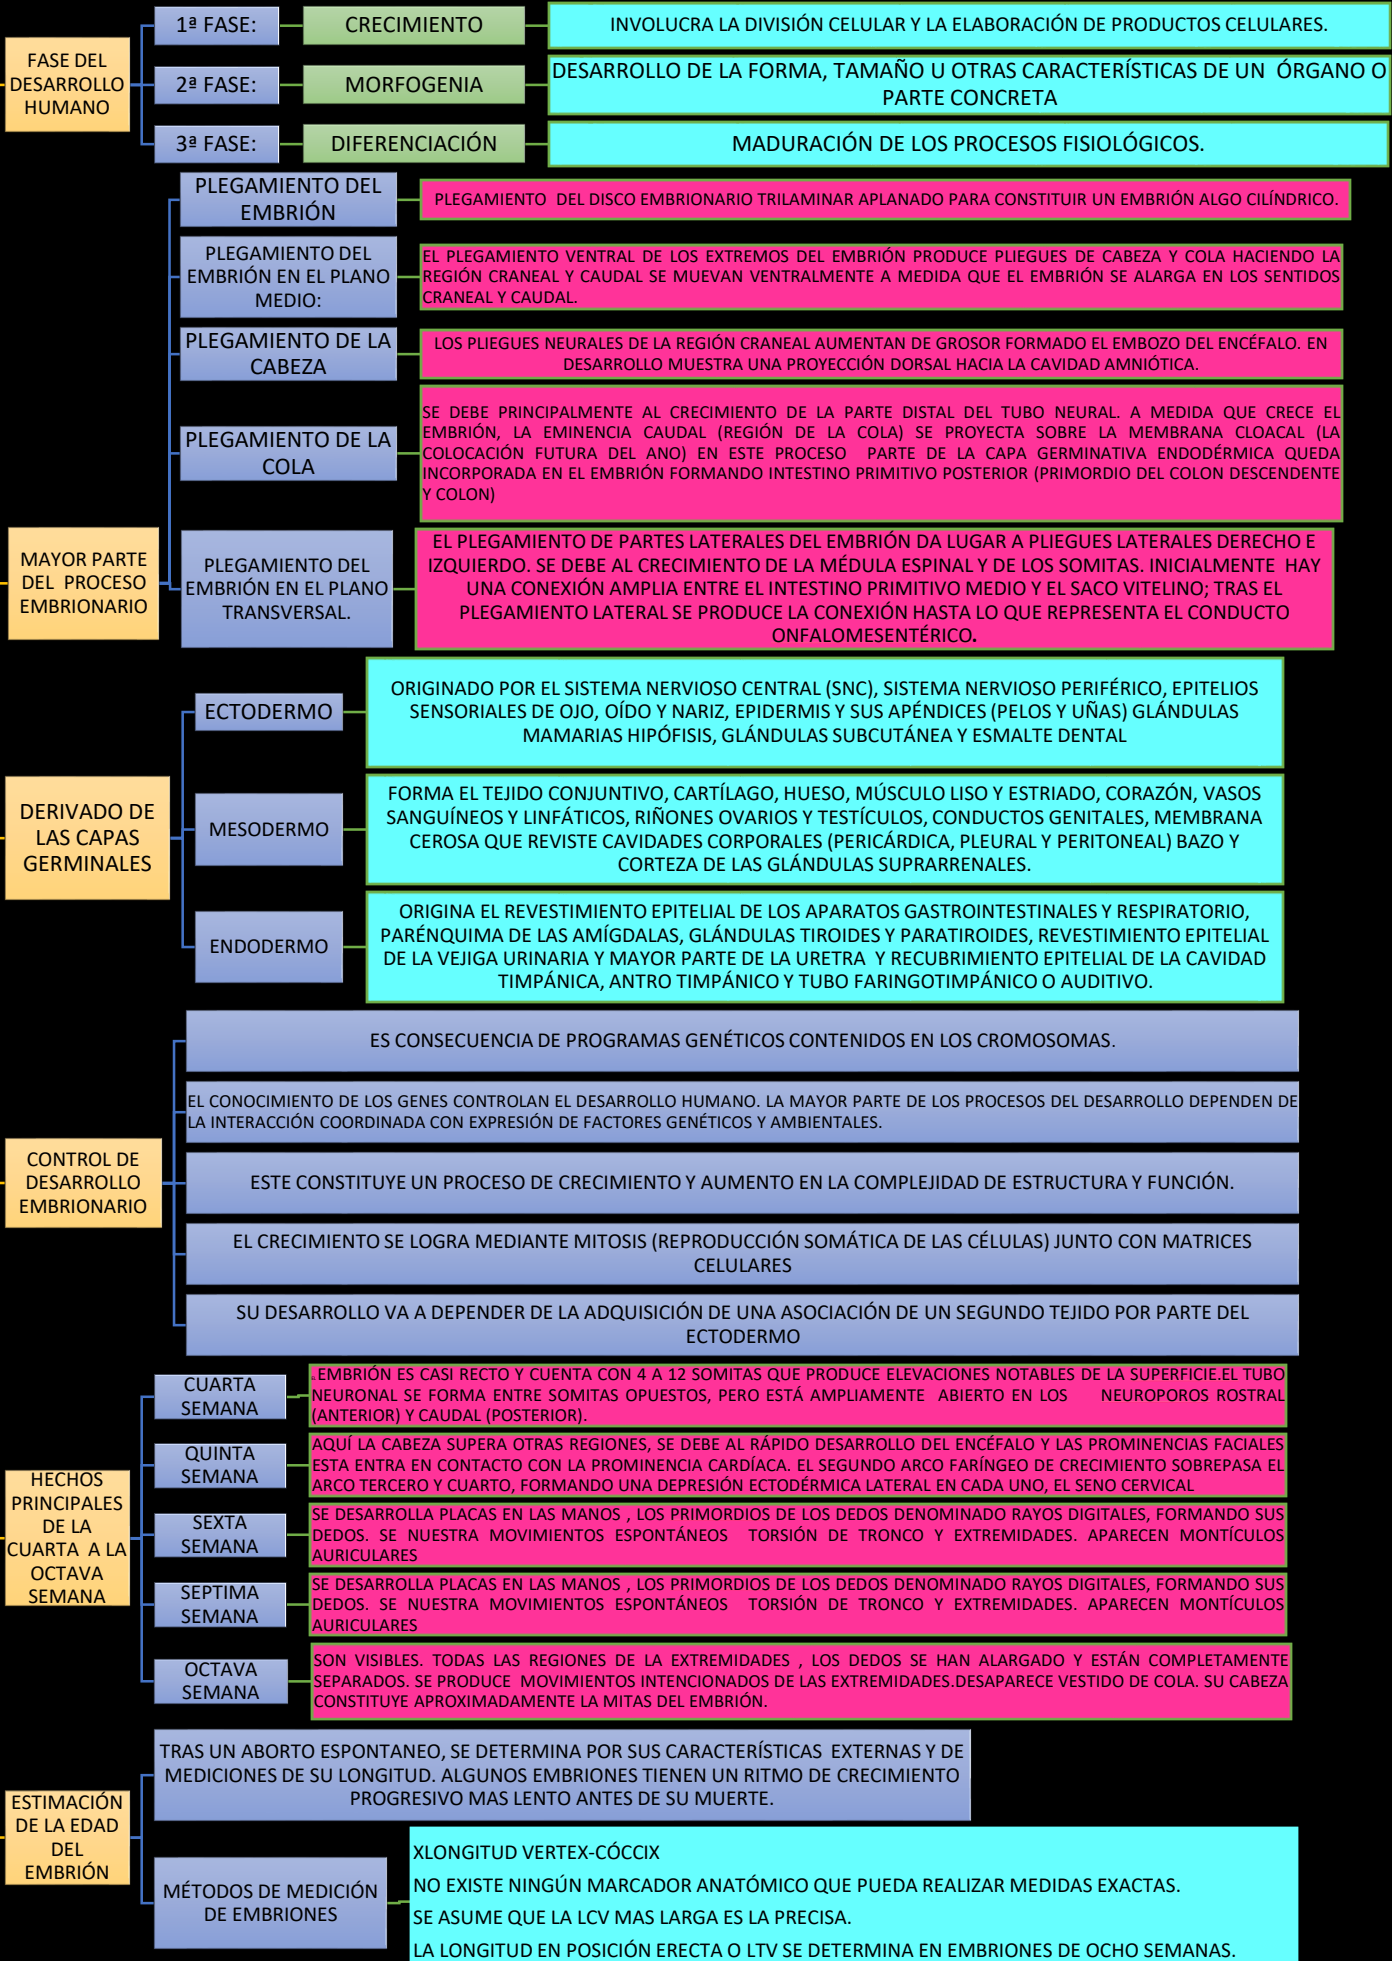 FASE DEL
DESARROLLO
HUMANO
1ª FASE:
CRECIMIENTO
INVOLUCRA LA DIVISIÓN CELULAR Y LA ELABORACIÓN DE PRODUCTOS CELULARES.
2ª FASE:
MORFOGENIA
DESARROLLO DE LA FORMA, TAMAÑO U OTRAS CARACTERÍSTICAS DE UN ÓRGANO O
PARTE CONCRETA
3ª FASE:
DIFERENCIACIÓN
MADURACIÓN DE LOS PROCESOS FISIOLÓGICOS.
MAYOR PARTE
DEL PROCESO
EMBRIONARIO
PLEGAMIENTO DEL
EMBRIÓN
PLEGAMIENTO DEL DISCO EMBRIONARIO TRILAMINAR APLANADO PARA CONSTITUIR UN EMBRIÓN ALGO CILÍNDRICO.
PLEGAMIENTO DEL
EMBRIÓN EN EL PLANO
MEDIO:
EL PLEGAMIENTO VENTRAL DE LOS EXTREMOS DEL EMBRIÓN PRODUCE PLIEGUES DE CABEZA Y COLA HACIENDO LA
REGIÓN CRANEAL Y CAUDAL SE MUEVAN VENTRALMENTE A MEDIDA QUE EL EMBRIÓN SE ALARGA EN LOS SENTIDOS
CRANEAL Y CAUDAL.
PLEGAMIENTO DE LA
CABEZA
LOS PLIEGUES NEURALES DE LA REGIÓN CRANEAL AUMENTAN DE GROSOR FORMADO EL EMBOZO DEL ENCÉFALO. EN
DESARROLLO MUESTRA UNA PROYECCIÓN DORSAL HACIA LA CAVIDAD AMNIÓTICA.
PLEGAMIENTO DE LA
COLA
SE DEBE PRINCIPALMENTE AL CRECIMIENTO DE LA PARTE DISTAL DEL TUBO NEURAL. A MEDIDA QUE CRECE EL
EMBRIÓN, LA EMINENCIA CAUDAL (REGIÓN DE LA COLA) SE PROYECTA SOBRE LA MEMBRANA CLOACAL (LA
COLOCACIÓN FUTURA DEL ANO) EN ESTE PROCESO PARTE DE LA CAPA GERMINATIVA ENDODÉRMICA QUEDA
INCORPORADA EN EL EMBRIÓN FORMANDO INTESTINO PRIMITIVO POSTERIOR (PRIMORDIO DEL COLON DESCENDENTE
Y COLON)
PLEGAMIENTO DEL
EMBRIÓN EN EL PLANO
TRANSVERSAL.
EL PLEGAMIENTO DE PARTES LATERALES DEL EMBRIÓN DA LUGAR A PLIEGUES LATERALES DERECHO E
IZQUIERDO. SE DEBE AL CRECIMIENTO DE LA MÉDULA ESPINAL Y DE LOS SOMITAS. INICIALMENTE HAY
UNA CONEXIÓN AMPLIA ENTRE EL INTESTINO PRIMITIVO MEDIO Y EL SACO VITELINO; TRAS EL
PLEGAMIENTO LATERAL SE PRODUCE LA CONEXIÓN HASTA LO QUE REPRESENTA EL CONDUCTO
ONFALOMESENTÉRICO.
DERIVADO DE
LAS CAPAS
GERMINALES
ECTODERMO
ORIGINADO POR EL SISTEMA NERVIOSO CENTRAL (SNC), SISTEMA NERVIOSO PERIFÉRICO, EPITELIOS
SENSORIALES DE OJO, OÍDO Y NARIZ, EPIDERMIS Y SUS APÉNDICES (PELOS Y UÑAS) GLÁNDULAS
MAMARIAS HIPÓFISIS, GLÁNDULAS SUBCUTÁNEA Y ESMALTE DENTAL
MESODERMO
FORMA EL TEJIDO CONJUNTIVO, CARTÍLAGO, HUESO, MÚSCULO LISO Y ESTRIADO, CORAZÓN, VASOS
SANGUÍNEOS Y LINFÁTICOS, RIÑONES OVARIOS Y TESTÍCULOS, CONDUCTOS GENITALES, MEMBRANA
CEROSA QUE REVISTE CAVIDADES CORPORALES (PERICÁRDICA, PLEURAL Y PERITONEAL) BAZO Y
CORTEZA DE LAS GLÁNDULAS SUPRARRENALES.
ENDODERMO
ORIGINA EL REVESTIMIENTO EPITELIAL DE LOS APARATOS GASTROINTESTINALES Y RESPIRATORIO,
PARÉNQUIMA DE LAS AMÍGDALAS, GLÁNDULAS TIROIDES Y PARATIROIDES, REVESTIMIENTO EPITELIAL
DE LA VEJIGA URINARIA Y MAYOR PARTE DE LA URETRA Y RECUBRIMIENTO EPITELIAL DE LA CAVIDAD
TIMPÁNICA, ANTRO TIMPÁNICO Y TUBO FARINGOTIMPÁNICO O AUDITIVO.
CONTROL DE
DESARROLLO
EMBRIONARIO
ES CONSECUENCIA DE PROGRAMAS GENÉTICOS CONTENIDOS EN LOS CROMOSOMAS.
EL CONOCIMIENTO DE LOS GENES CONTROLAN EL DESARROLLO HUMANO. LA MAYOR PARTE DE LOS PROCESOS DEL DESARROLLO DEPENDEN DE
LA INTERACCIÓN COORDINADA CON EXPRESIÓN DE FACTORES GENÉTICOS Y AMBIENTALES.
ESTE CONSTITUYE UN PROCESO DE CRECIMIENTO Y AUMENTO EN LA COMPLEJIDAD DE ESTRUCTURA Y FUNCIÓN.
EL CRECIMIENTO SE LOGRA MEDIANTE MITOSIS (REPRODUCCIÓN SOMÁTICA DE LAS CÉLULAS) JUNTO CON MATRICES
CELULARES
SU DESARROLLO VA A DEPENDER DE LA ADQUISICIÓN DE UNA ASOCIACIÓN DE UN SEGUNDO TEJIDO POR PARTE DEL
ECTODERMO
HECHOS
PRINCIPALES
DE LA
CUARTA A LA
OCTAVA
SEMANA
CUARTA
SEMANA
EMBRIÓN ES CASI RECTO Y CUENTA CON 4 A 12 SOMITAS QUE PRODUCE ELEVACIONES NOTABLES DE LA SUPERFICIE.EL TUBO
NEURONAL SE FORMA ENTRE SOMITAS OPUESTOS, PERO ESTÁ AMPLIAMENTE ABIERTO EN LOS NEUROPOROS ROSTRAL
(ANTERIOR) Y CAUDAL (POSTERIOR).
QUINTA
SEMANA
AQUÍ LA CABEZA SUPERA OTRAS REGIONES, SE DEBE AL RÁPIDO DESARROLLO DEL ENCÉFALO Y LAS PROMINENCIAS FACIALES
ESTA ENTRA EN CONTACTO CON LA PROMINENCIA CARDÍACA. EL SEGUNDO ARCO FARÍNGEO DE CRECIMIENTO SOBREPASA EL
ARCO TERCERO Y CUARTO, FORMANDO UNA DEPRESIÓN ECTODÉRMICA LATERAL EN CADA UNO, EL SENO CERVICAL
SEXTA
SEMANA
SE DESARROLLA PLACAS EN LAS MANOS , LOS PRIMORDIOS DE LOS DEDOS DENOMINADO RAYOS DIGITALES, FORMANDO SUS
DEDOS. SE NUESTRA MOVIMIENTOS ESPONTÁNEOS TORSIÓN DE TRONCO Y EXTREMIDADES. APARECEN MONTÍCULOS
AURICULARES
SEPTIMA
SEMANA
SE DESARROLLA PLACAS EN LAS MANOS , LOS PRIMORDIOS DE LOS DEDOS DENOMINADO RAYOS DIGITALES, FORMANDO SUS
DEDOS. SE NUESTRA MOVIMIENTOS ESPONTÁNEOS TORSIÓN DE TRONCO Y EXTREMIDADES. APARECEN MONTÍCULOS
AURICULARES
OCTAVA
SEMANA
SON VISIBLES. TODAS LAS REGIONES DE LA EXTREMIDADES , LOS DEDOS SE HAN ALARGADO Y ESTÁN COMPLETAMENTE
SEPARADOS. SE PRODUCE MOVIMIENTOS INTENCIONADOS DE LAS EXTREMIDADES.DESAPARECE VESTIDO DE COLA. SU CABEZA
CONSTITUYE APROXIMADAMENTE LA MITAS DEL EMBRIÓN.
ESTIMACIÓN
DE LA EDAD
DEL
EMBRIÓN
TRAS UN ABORTO ESPONTANEO, SE DETERMINA POR SUS CARACTERÍSTICAS EXTERNAS Y DE
MEDICIONES DE SU LONGITUD. ALGUNOS EMBRIONES TIENEN UN RITMO DE CRECIMIENTO
PROGRESIVO MAS LENTO ANTES DE SU MUERTE.
MÉTODOS DE MEDICIÓN
DE EMBRIONES
XLONGITUD VERTEX-CÓCCIX
NO EXISTE NINGÚN MARCADOR ANATÓMICO QUE PUEDA REALIZAR MEDIDAS EXACTAS.
SE ASUME QUE LA LCV MAS LARGA ES LA PRECISA.
LA LONGITUD EN POSICIÓN ERECTA O LTV SE DETERMINA EN EMBRIONES DE OCHO SEMANAS.